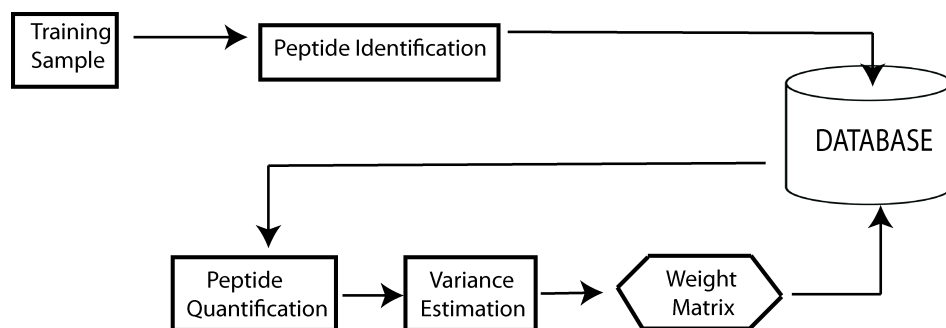 Training
Sample
Peptide Identification
DATABASE
Peptide
Quantification
Variance
Estimation
Weight
Matrix